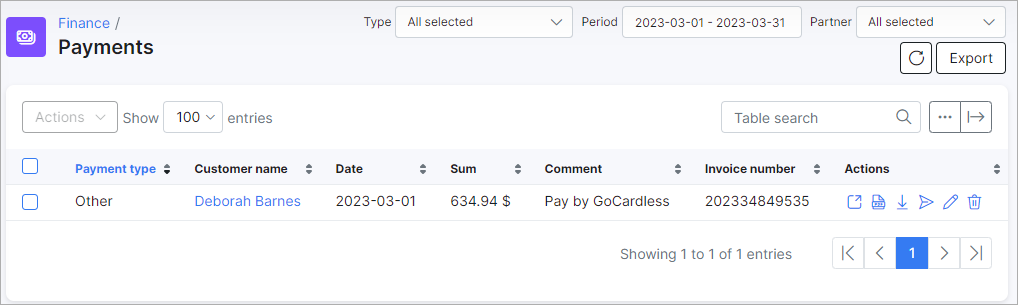 Finance /
Payments
Type All selected Period 2023-03-01 - 2023-03-31 Partner All selected
Export
Actions Show 100 entries Table search
Payment type Customer name Date Sum Comment Invoice number Actions
Other Deborah Barnes 2023-03-01 634.94 $ Pay by GoCardless 202334849535
Showing 1 to 1 of 1 entries 1